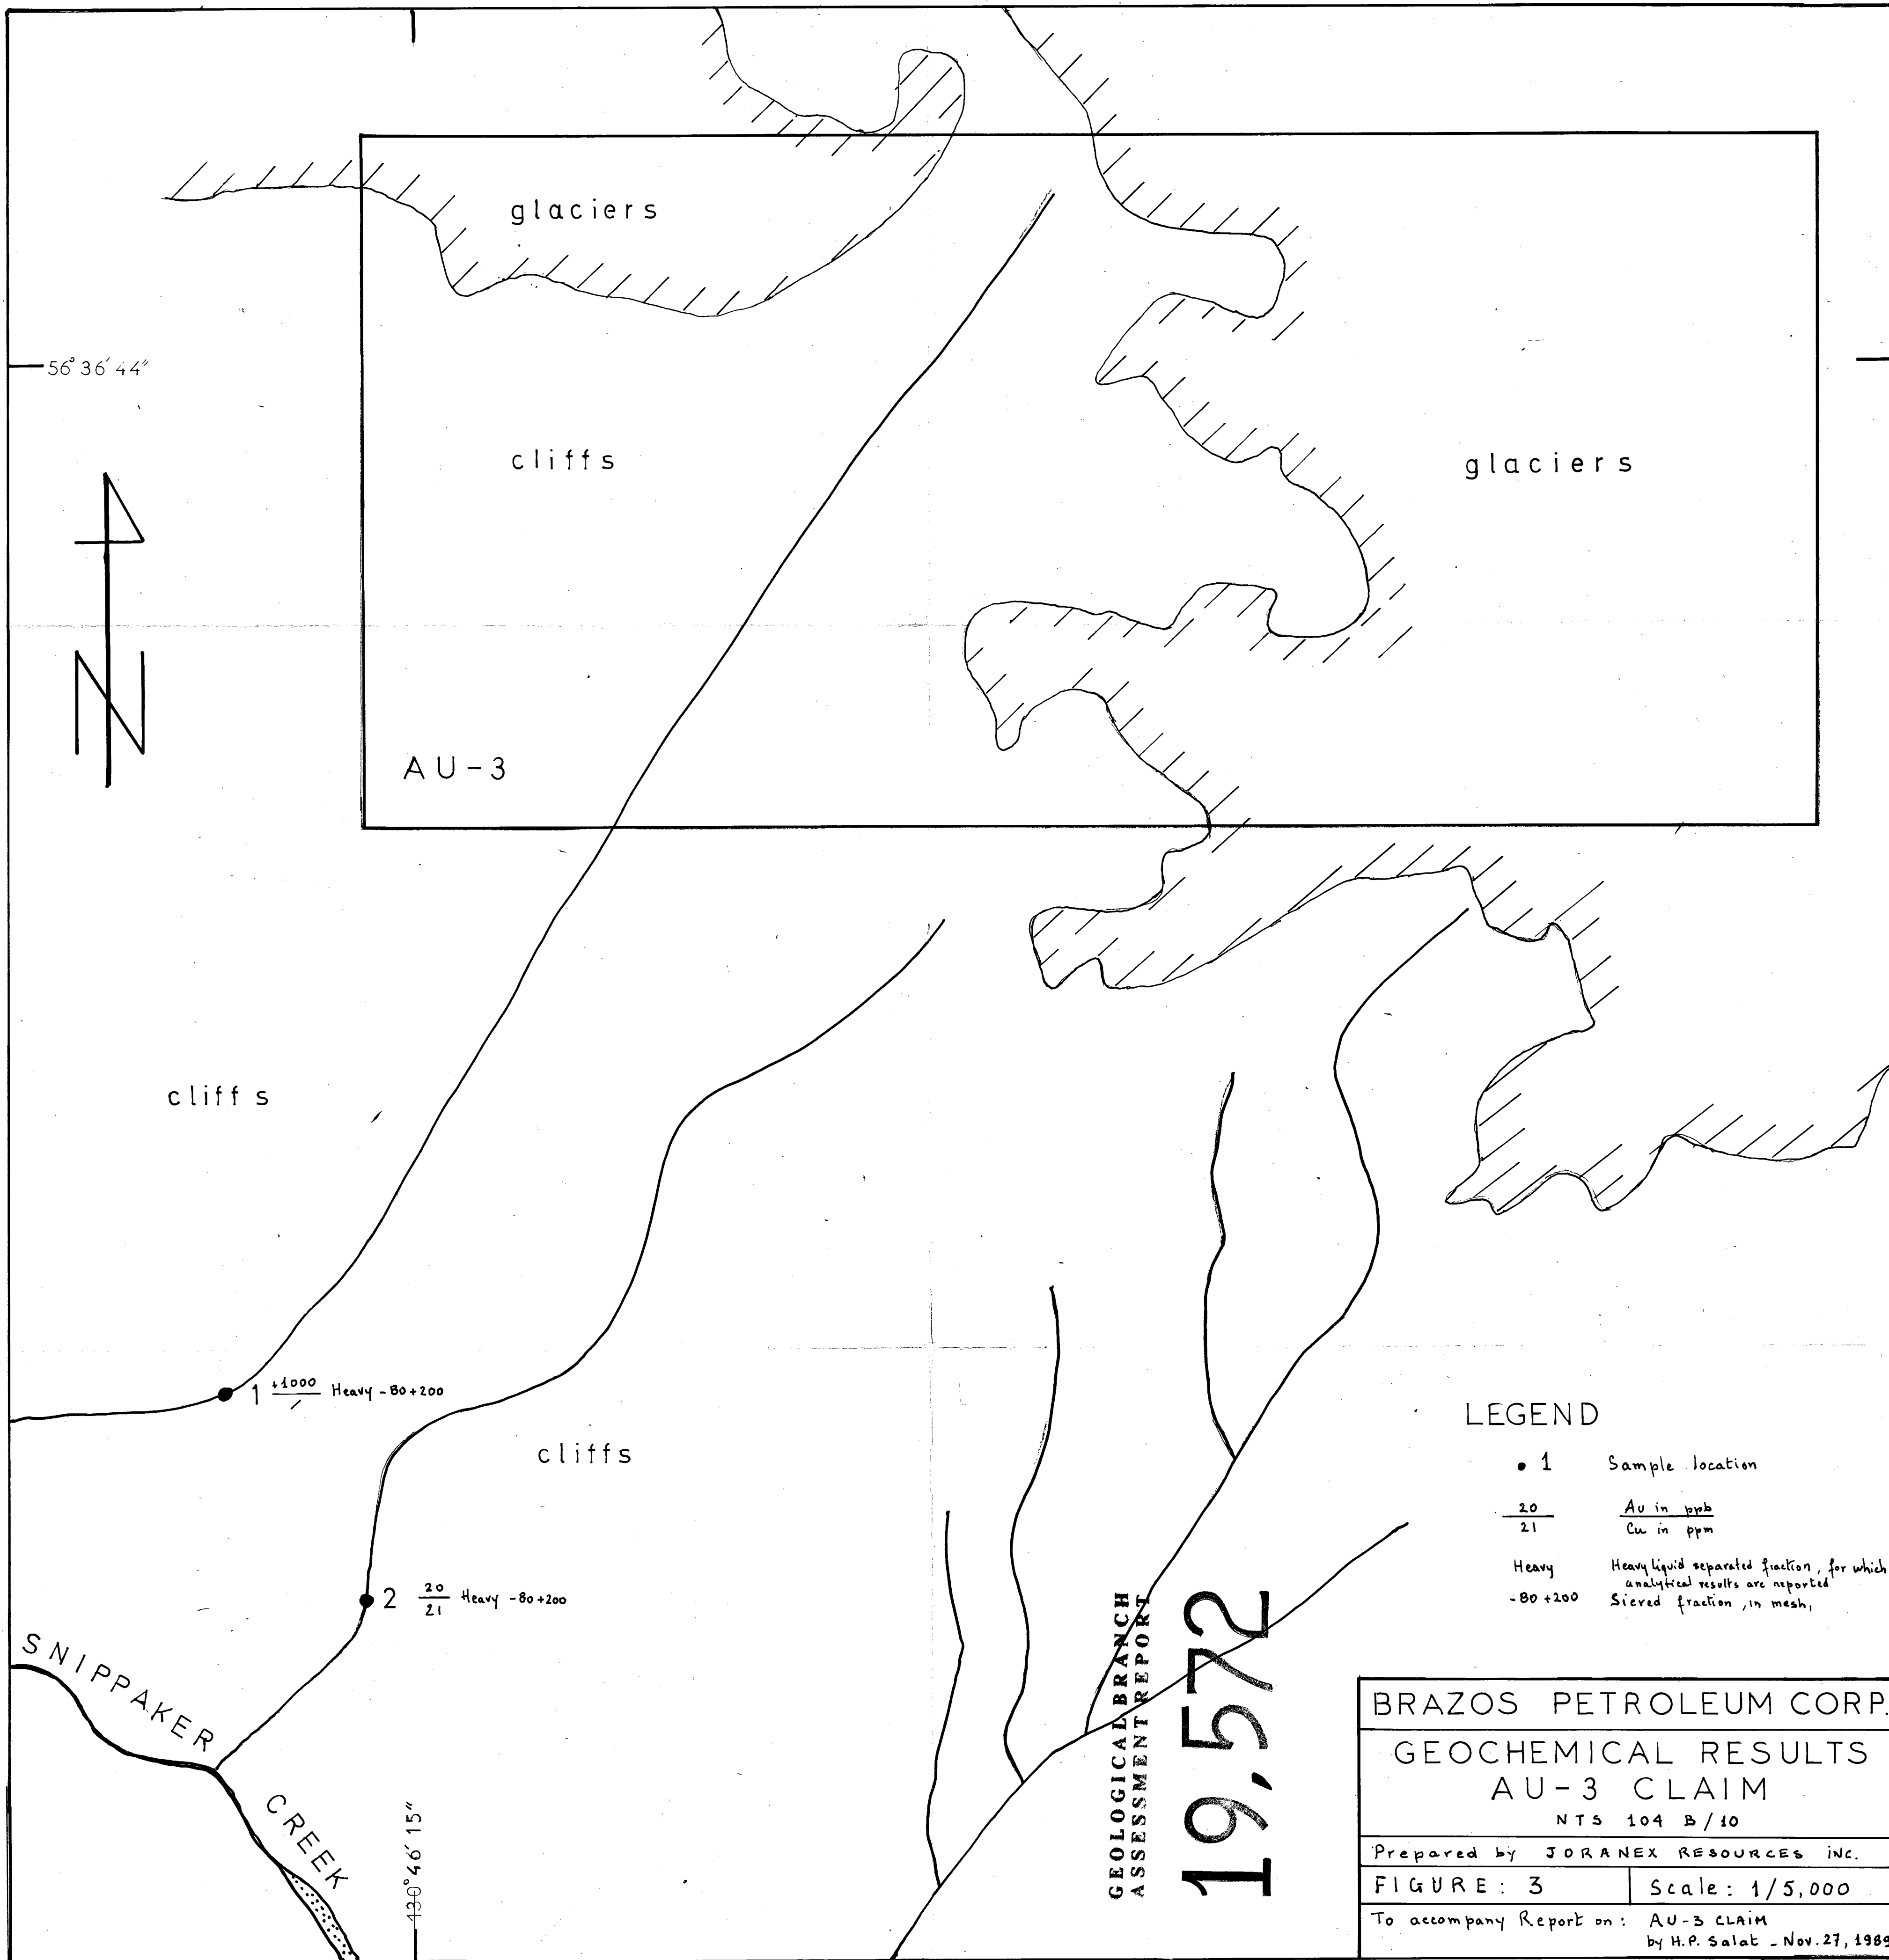 glaciers
56° 36' 44"
cliffs
glaciers
N
AU-3
cliffs
1 +1000 / Heavy -80+200
cliffs
2 20/21 Heavy -80+200
SNIPPAKER
CREEK
130° 46' 15"
LEGEND
• 1 Sample location
20 Au in ppb
21 Cu in ppm
Heavy Heavy liquid separated fraction, for which
analytical results are reported
-80 +200 Sieved fraction, in mesh,
GEOLOGICAL BRANCH
ASSESSMENT REPORT
19,572
BRAZOS PETROLEUM CORP.
GEOCHEMICAL RESULTS
AU-3 CLAIM
NTS 104 B/10
Prepared by JORANEX RESOURCES INC.
FIGURE: 3 Scale: 1/5,000
To accompany Report on: AU-3 CLAIM
by H.P. Salat - Nov. 27, 1989